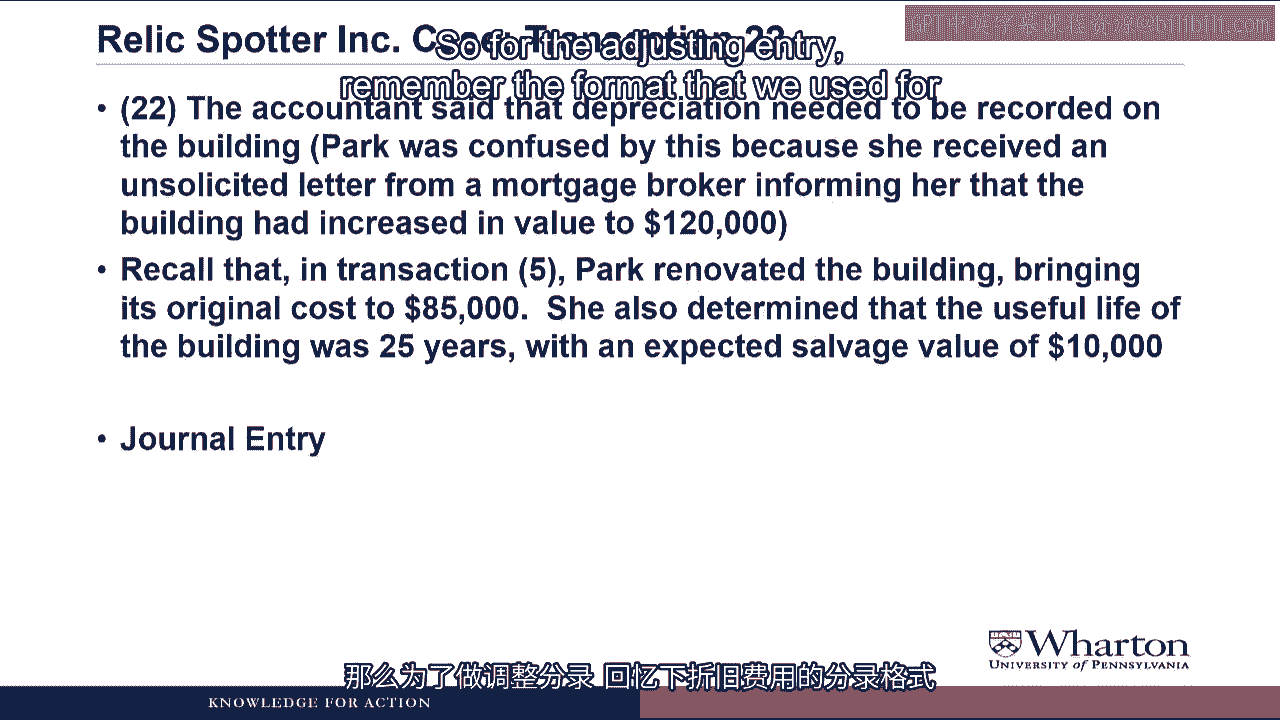 Relic Spotter Inc. Case: Transaction 22
So for the adjusting entry,
remember the format that we used for
• (22) The accountant said that depreciation needed to be recorded on
the building (Park was confused by this because she received an
unsolicited letter from a mortgage broker informing her that the
building had increased in value to $120,000)
• Recall that, in transaction (5), Park renovated the building, bringing
its original cost to $85,000. She also determined that the useful life of
the building was 25 years, with an expected salvage value of $10,000
• Journal Entry
Wharton
UNIVERSITY of PENNSYLVANIA
那么为了做调整分录 回忆下折旧费用的分录格式
KNOWLEDGE FOR ACTION